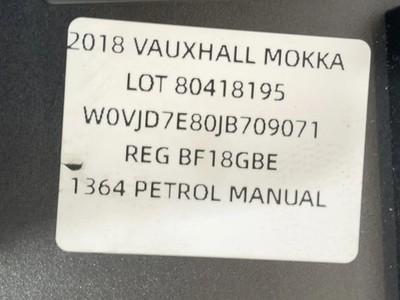 2018 VAUXHALL MOKKA
LOT 80418195
W0VJD7E80JB709071
REG BF18GBE
1364 PETROL MANUAL